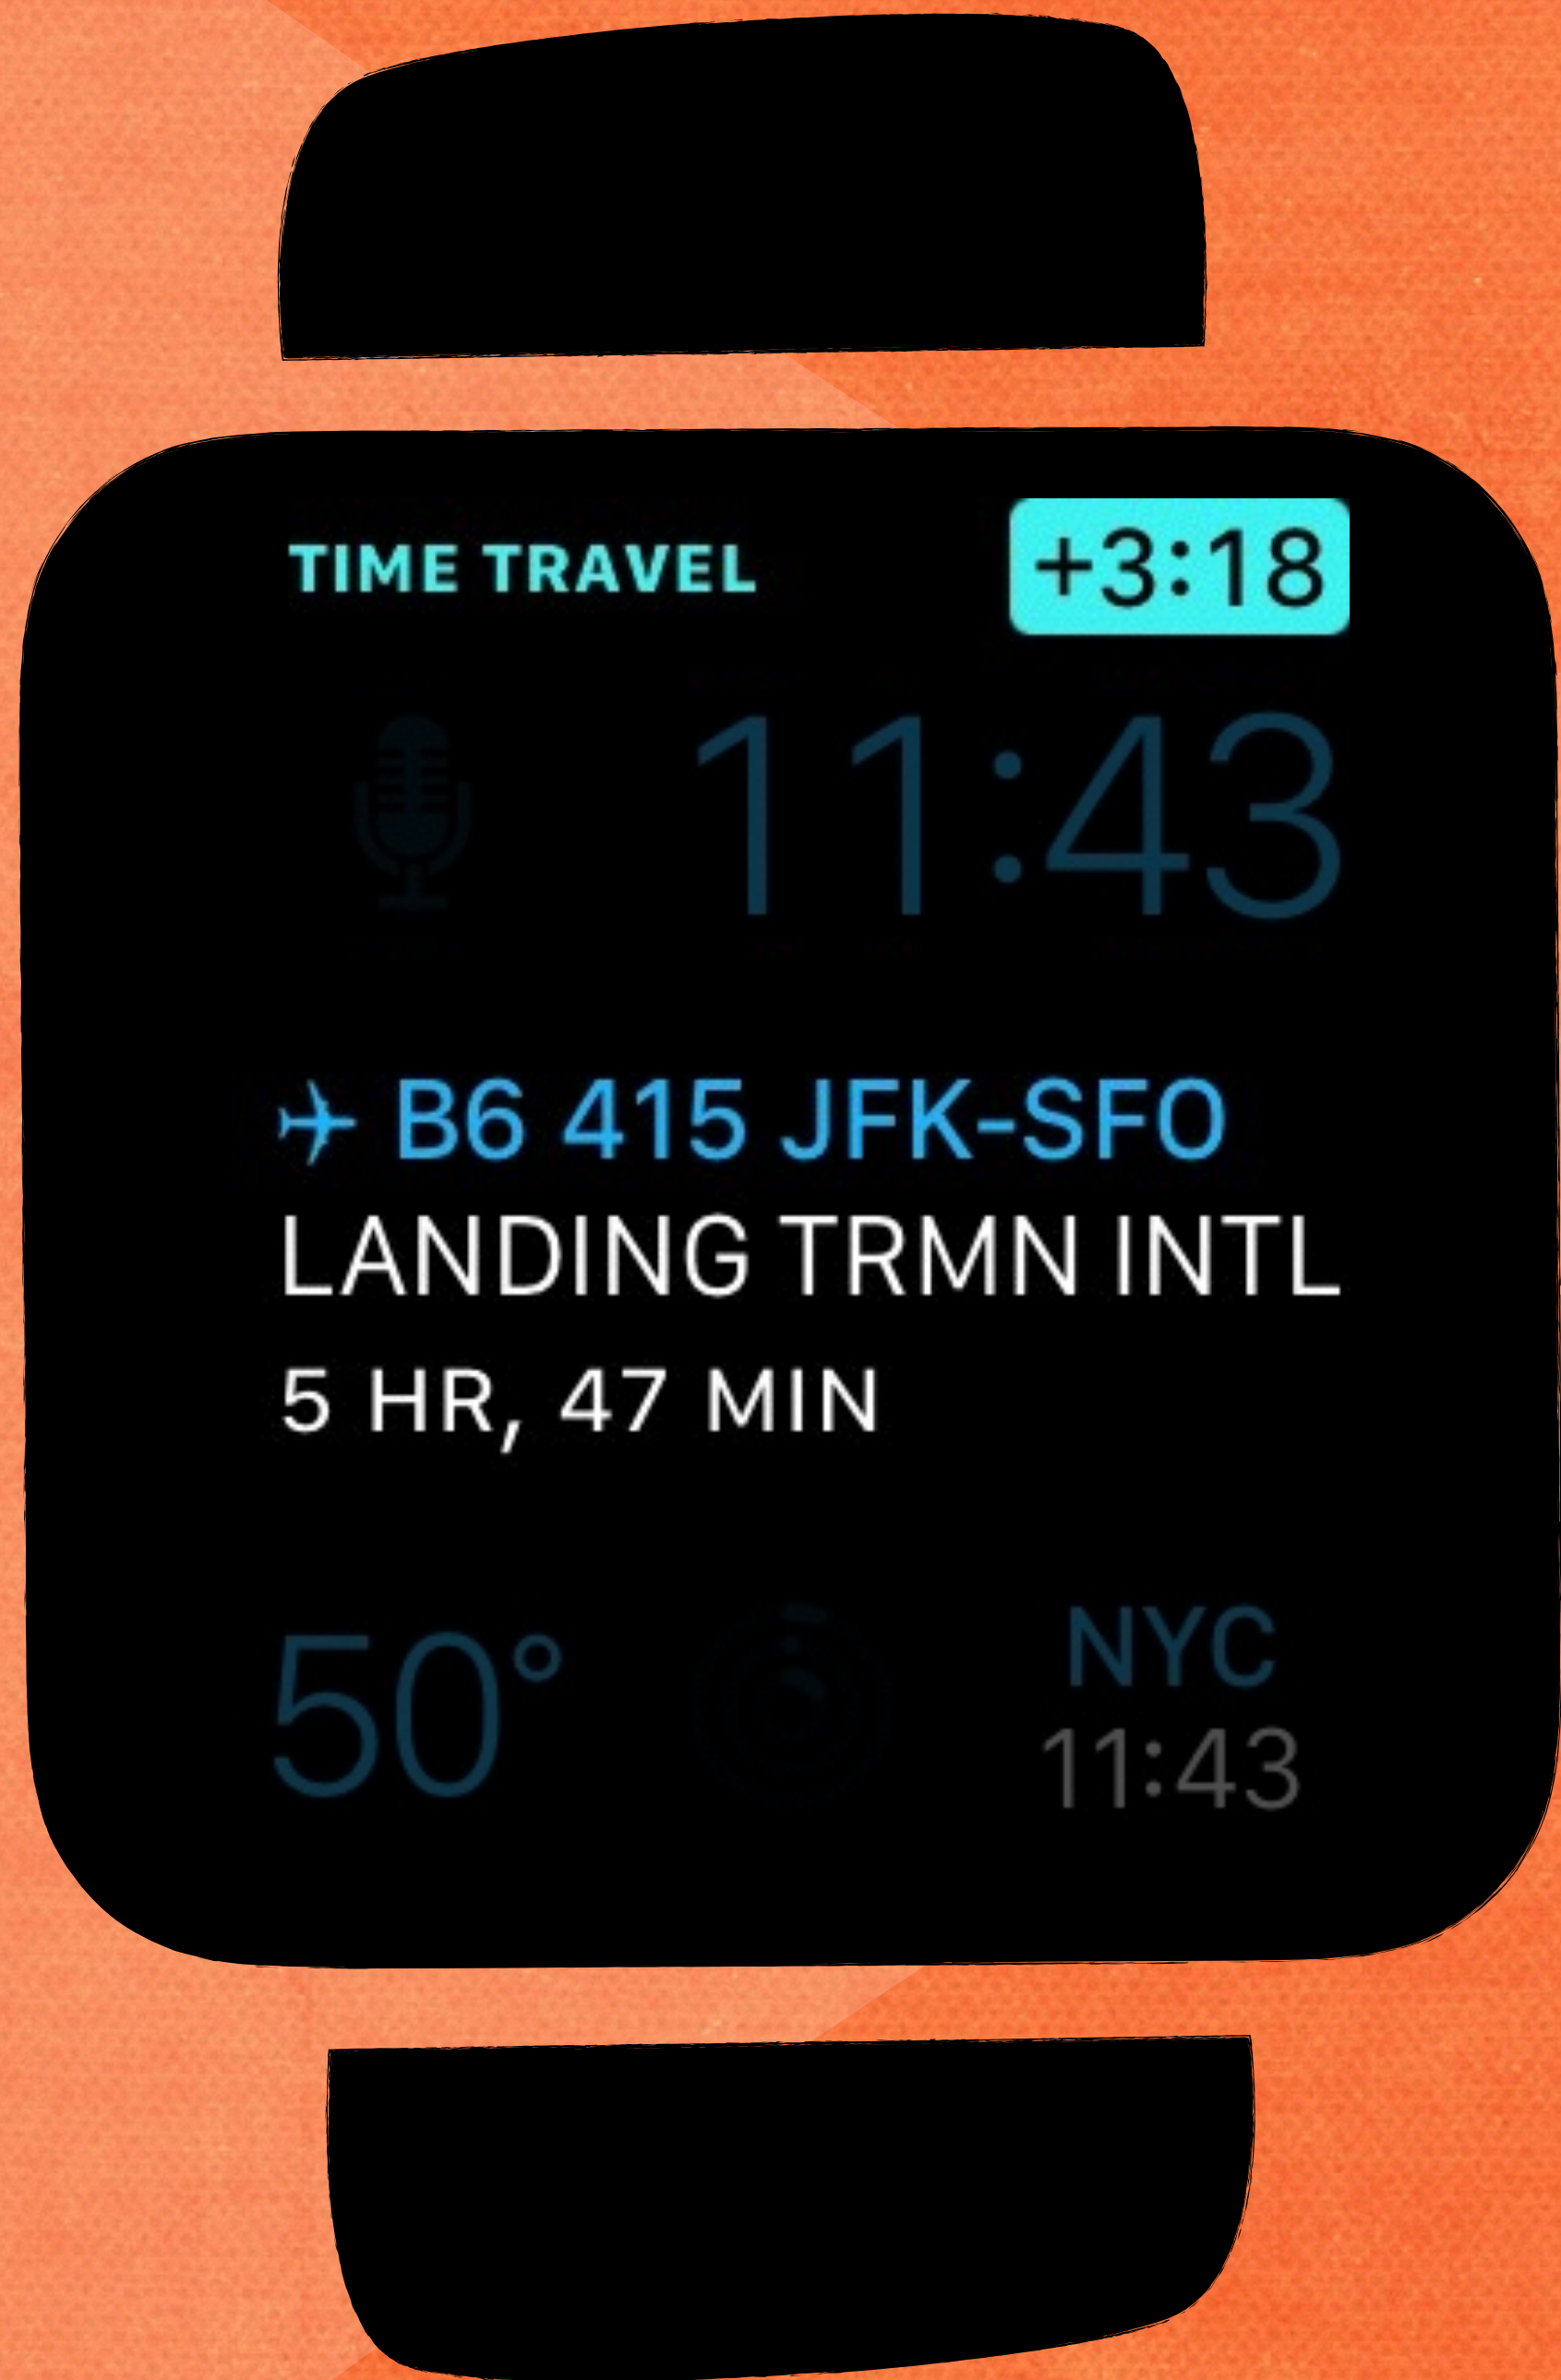 TIME TRAVEL +3:18
11:43
B6 415 JFK-SFO
LANDING TRMN INTL
5 HR, 47 MIN
50° NYC
11:43